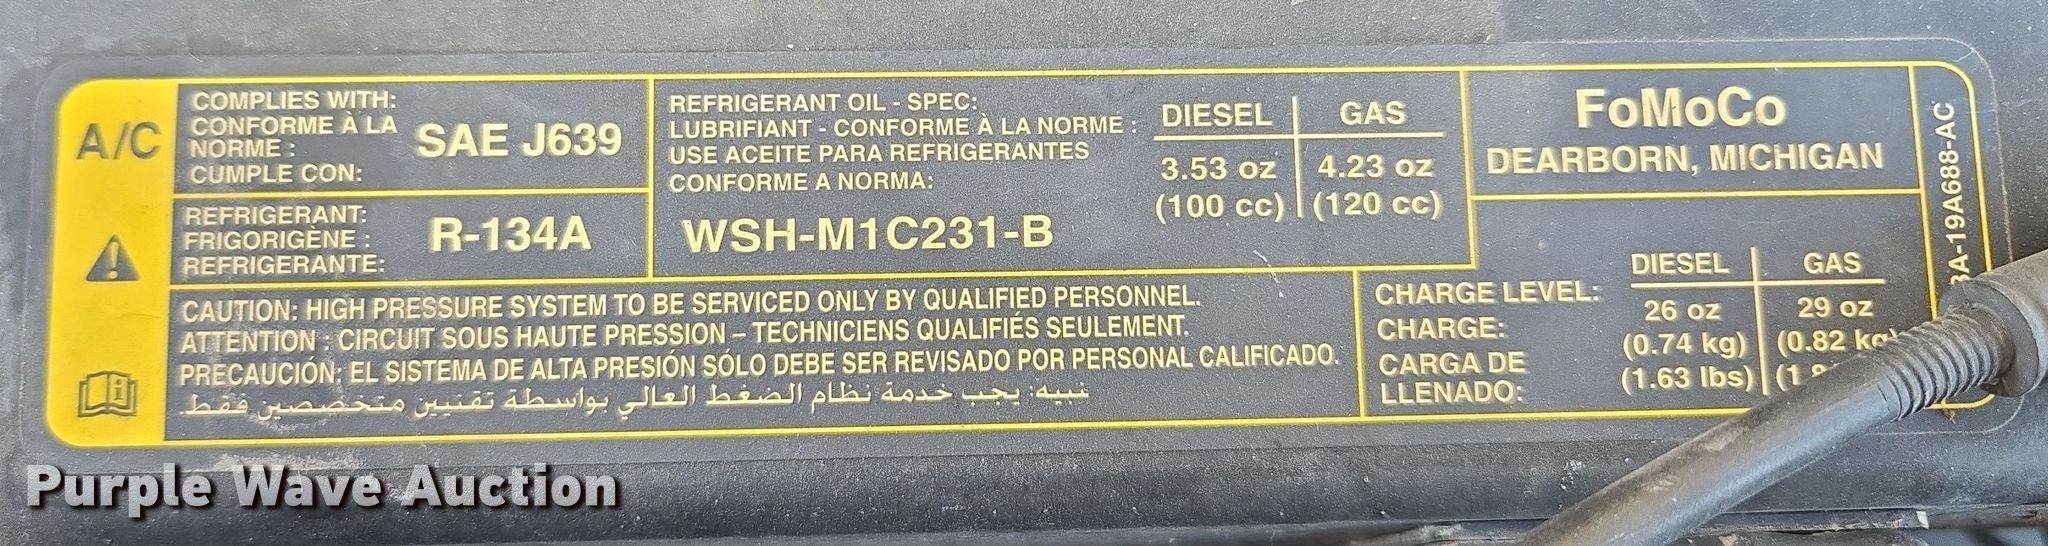 A/C
COMPLIES WITH:
CONFORME À LA
NORME :
CUMPLE CON:
SAE J639
REFRIGERANT:
FRIGORIGÈNE :
REFRIGERANTE:
R-134A
REFRIGERANT OIL - SPEC:
LUBRIFIANT - CONFORME À LA NORME :
USE ACEITE PARA REFRIGERANTES
CONFORME A NORMA:
WSH-M1C231-B
DIESEL GAS
3.53 oz 4.23 oz
(100 cc) (120 cc)
FoMoCo
DEARBORN, MICHIGAN
CAUTION: HIGH PRESSURE SYSTEM TO BE SERVICED ONLY BY QUALIFIED PERSONNEL.
ATTENTION : CIRCUIT SOUS HAUTE PRESSION – TECHNICIENS QUALIFIÉS SEULEMENT.
PRECAUCIÓN: EL SISTEMA DE ALTA PRESIÓN SÓLO DEBE SER REVISADO POR PERSONAL CALIFICADO.
تنبيه: يجب خدمة نظام الضغط العالي بواسطة تقنيين متخصصين فقط.
CHARGE LEVEL:
CHARGE:
CARGA DE
LLENADO:
DIESEL GAS
26 oz 29 oz
(0.74 kg) (0.82 kg)
(1.63 lbs)
Purple Wave Auction